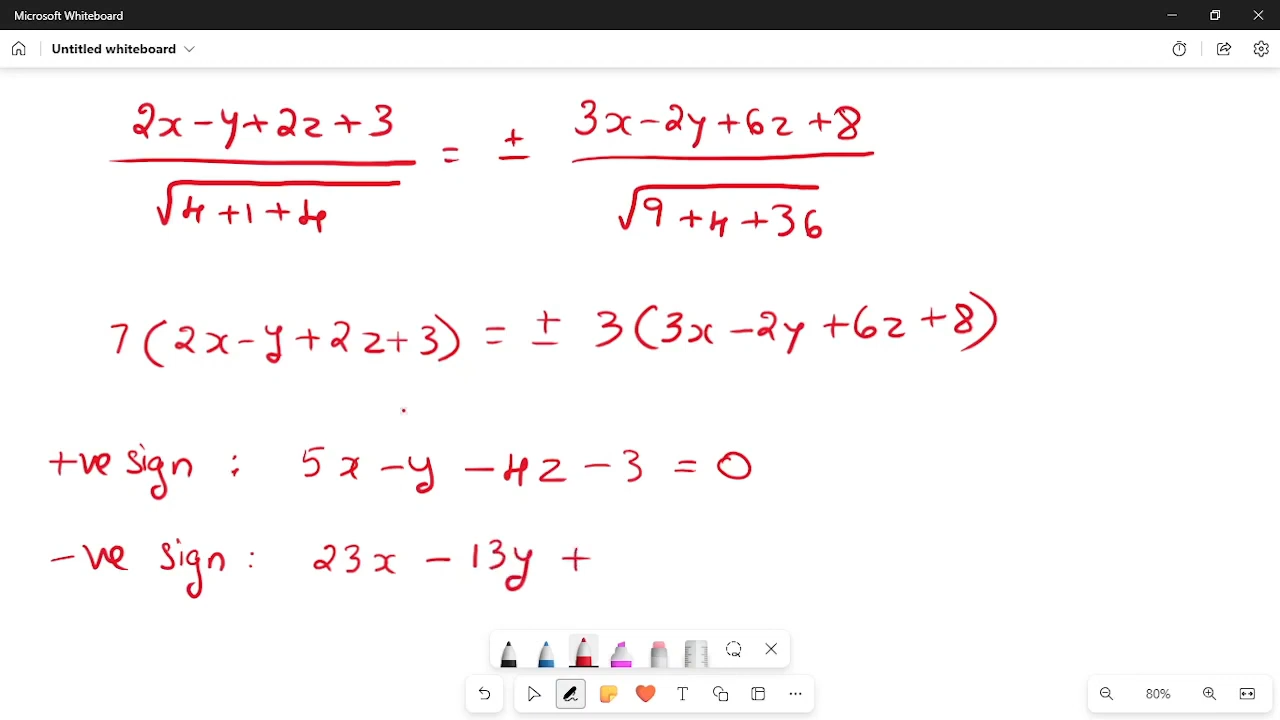 Microsoft Whiteboard
Untitled whiteboard
2x-y+2z+3 = ± 3x-2y+6z+8
√4+1+4 √9+4+36
7(2x-y+2z+3) = ± 3(3x-2y+6z+8)
+ve sign : 5x-y-4z-3=0
-ve sign : 23x-13y+
80%